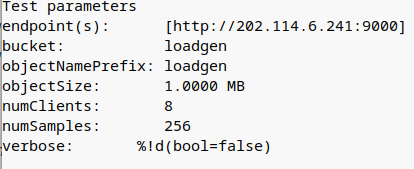 Test parameters
endpoint(s):      [http://202.114.6.241:9000]
bucket:           loadgen
objectNamePrefix: loadgen
objectSize:       1.0000 MB
numClients:       8
numSamples:       256
verbose:       %!d(bool=false)